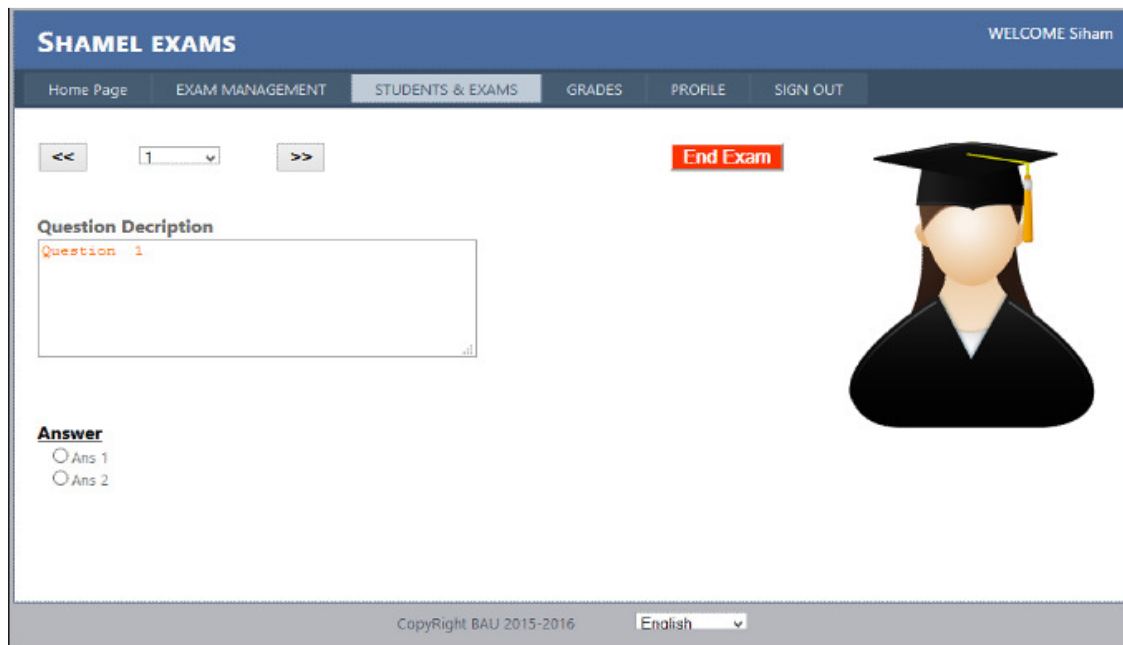 SHAMEL EXAMS
WELCOME Siham
Home Page EXAM MANAGEMENT STUDENTS & EXAMS GRADES PROFILE SIGN OUT
<< 1 >> End Exam
Question Decription
Question 1
Answer
Ans 1
Ans 2
CopyRight BAU 2015-2016 English